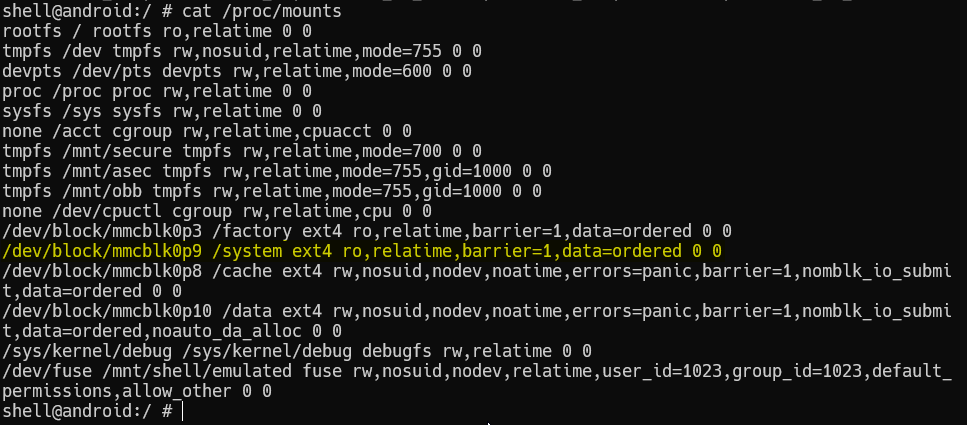 shell@android:/ # cat /proc/mounts
rootfs / rootfs ro,relatime 0 0
tmpfs /dev tmpfs rw,nosuid,relatime,mode=755 0 0
devpts /dev/pts devpts rw,relatime,mode=600 0 0
proc /proc proc rw,relatime 0 0
sysfs /sys sysfs rw,relatime 0 0
none /acct cgroup rw,relatime,cpuacct 0 0
tmpfs /mnt/secure tmpfs rw,relatime,mode=700 0 0
tmpfs /mnt/asec tmpfs rw,relatime,mode=755,gid=1000 0 0
tmpfs /mnt/obb tmpfs rw,relatime,mode=755,gid=1000 0 0
none /dev/cpuctl cgroup rw,relatime,cpu 0 0
/dev/block/mmcblk0p3 /factory ext4 ro,relatime,barrier=1,data=ordered 0 0
/dev/block/mmcblk0p9 /system ext4 ro,relatime,barrier=1,data=ordered 0 0
/dev/block/mmcblk0p8 /cache ext4 rw,nosuid,nodev,noatime,errors=panic,barrier=1,nomblk_io_submi
t,data=ordered 0 0
/dev/block/mmcblk0p10 /data ext4 rw,nosuid,nodev,noatime,errors=panic,barrier=1,nomblk_io_submi
t,data=ordered,noauto_da_alloc 0 0
/sys/kernel/debug /sys/kernel/debug debugfs rw,relatime 0 0
/dev/fuse /mnt/shell/emulated fuse rw,nosuid,nodev,relatime,user_id=1023,group_id=1023,default_
permissions,allow_other 0 0
shell@android:/ #